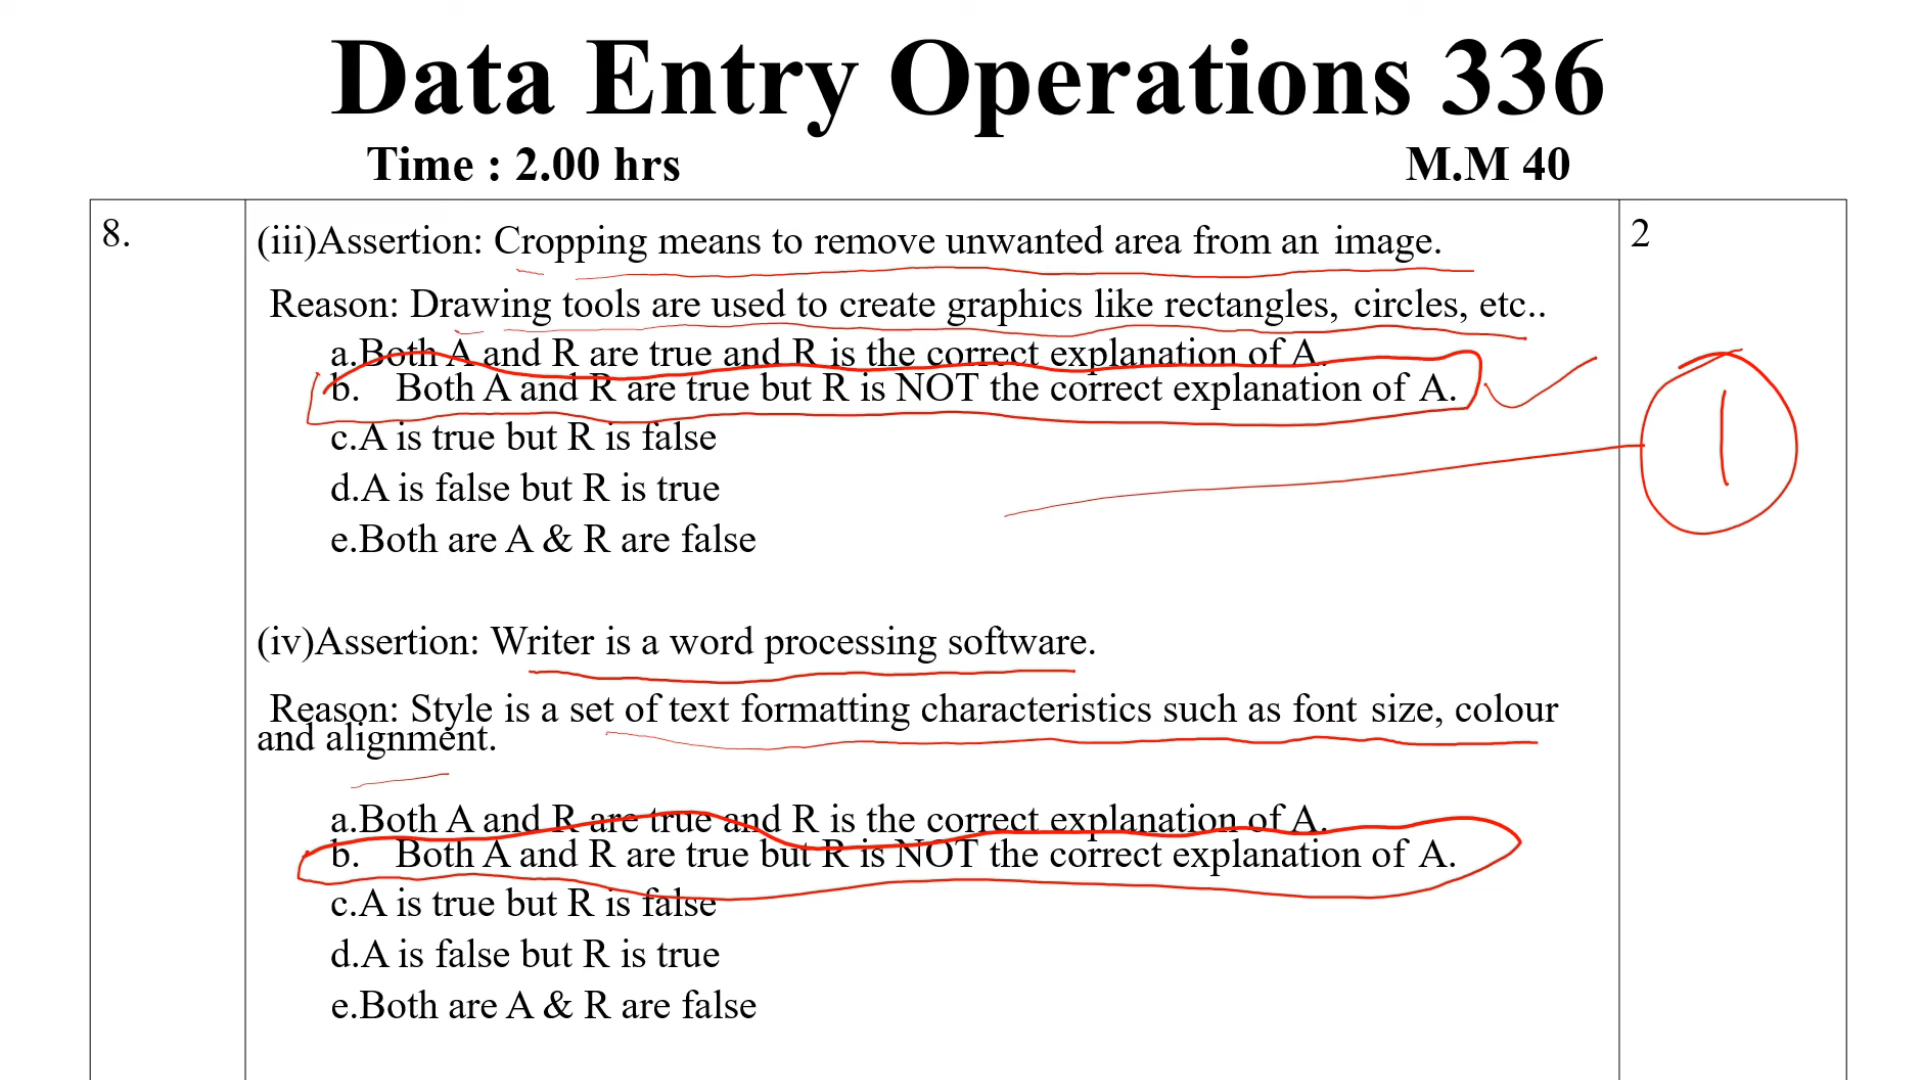 Data Entry Operations 336
Time : 2.00 hrs M.M 40
8. (iii)Assertion: Cropping means to remove unwanted area from an image. 2
Reason: Drawing tools are used to create graphics like rectangles, circles, etc..
a.Both A and R are true and R is the correct explanation of A.
b. Both A and R are true but R is NOT the correct explanation of A.
c.A is true but R is false
1
d.A is false but R is true
e.Both are A & R are false
(iv)Assertion: Writer is a word processing software.
Reason: Style is a set of text formatting characteristics such as font size, colour
and alignment.
a.Both A and R are true and R is the correct explanation of A.
b. Both A and R are true but R is NOT the correct explanation of A.
c.A is true but R is false
d.A is false but R is true
e.Both are A & R are false